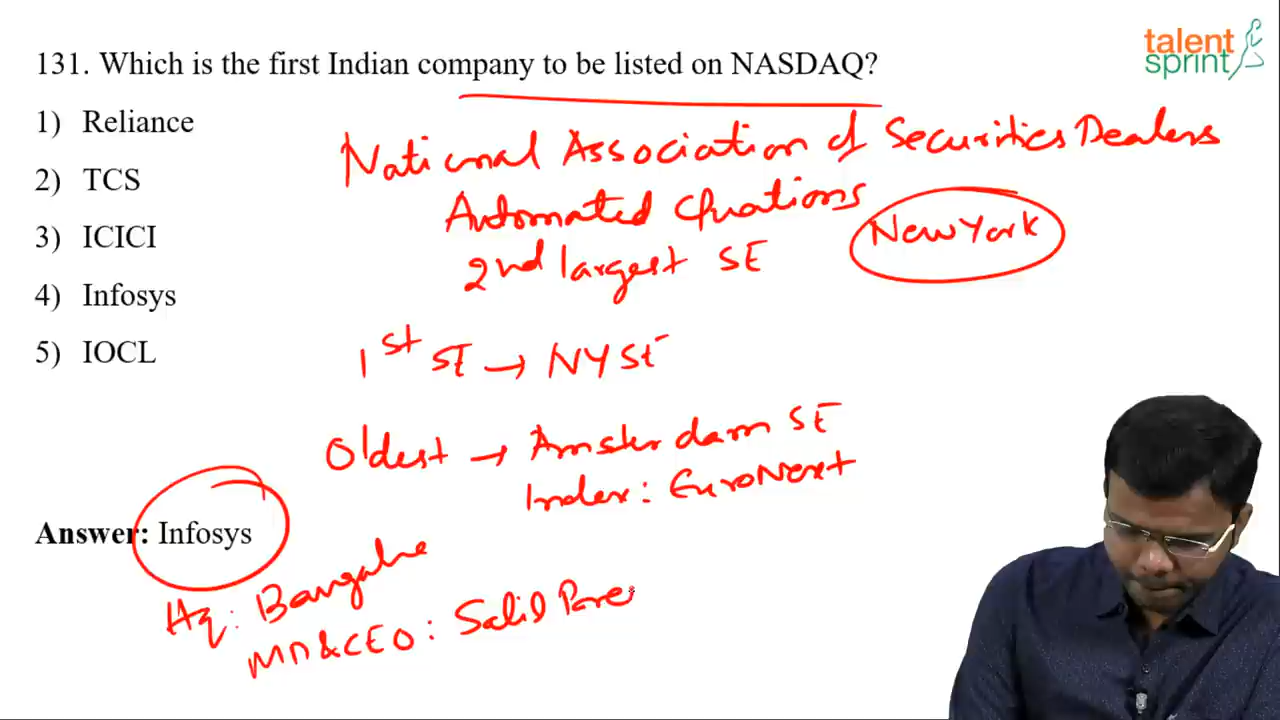 talent
sprint
131. Which is the first Indian company to be listed on NASDAQ?
1) Reliance
2) TCS
3) ICICI
4) Infosys
5) IOCL
National Association of Securities Dealers
Automated Quotations
2nd largest SE
New York
1st SE → NYSE
Oldest → Amsterdam SE
Index: EuroNext
Answer: Infosys
Hq: Bangalore
MD&CEO: Salil Pare